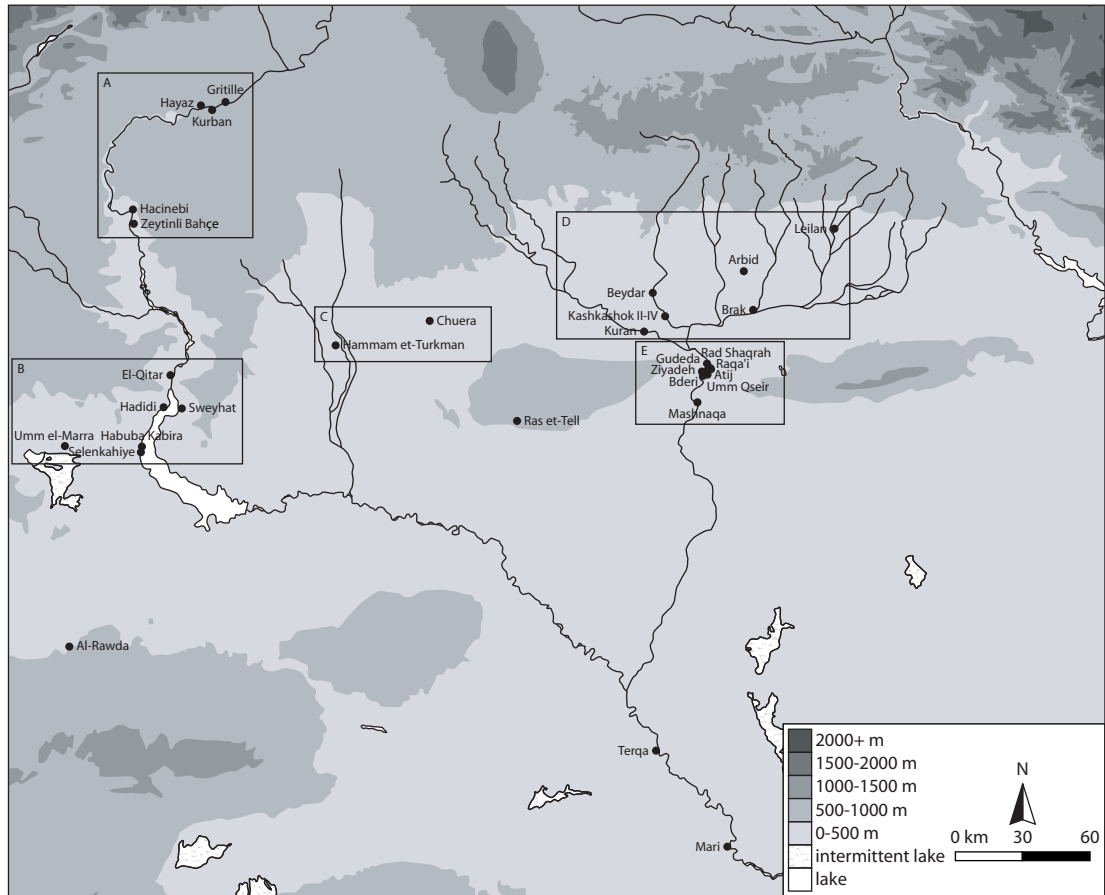 A
Gritille
Hayaz
Kurban
Hacinebi
Zeytinli Bahçe
D
Leilan
Arbid
Beydar
Brak
Kashkashok II-IV
Kuran
C
Chuera
Hammam et-Turkman
E
Rad Shaqrah
Gudeda
Raqa'i
Ziyadeh
Atij
Bderi
Umm Qseir
Mashnaqa
B
El-Qitar
Hadidi
Sweyhat
Umm el-Marra
Habuba Kabira
Selenkahiye
Ras et-Tell
Al-Rawda
Terqa
Mari
2000+ m
1500-2000 m
1000-1500 m
500-1000 m
0-500 m
intermittent lake
lake
N
0 km 30 60